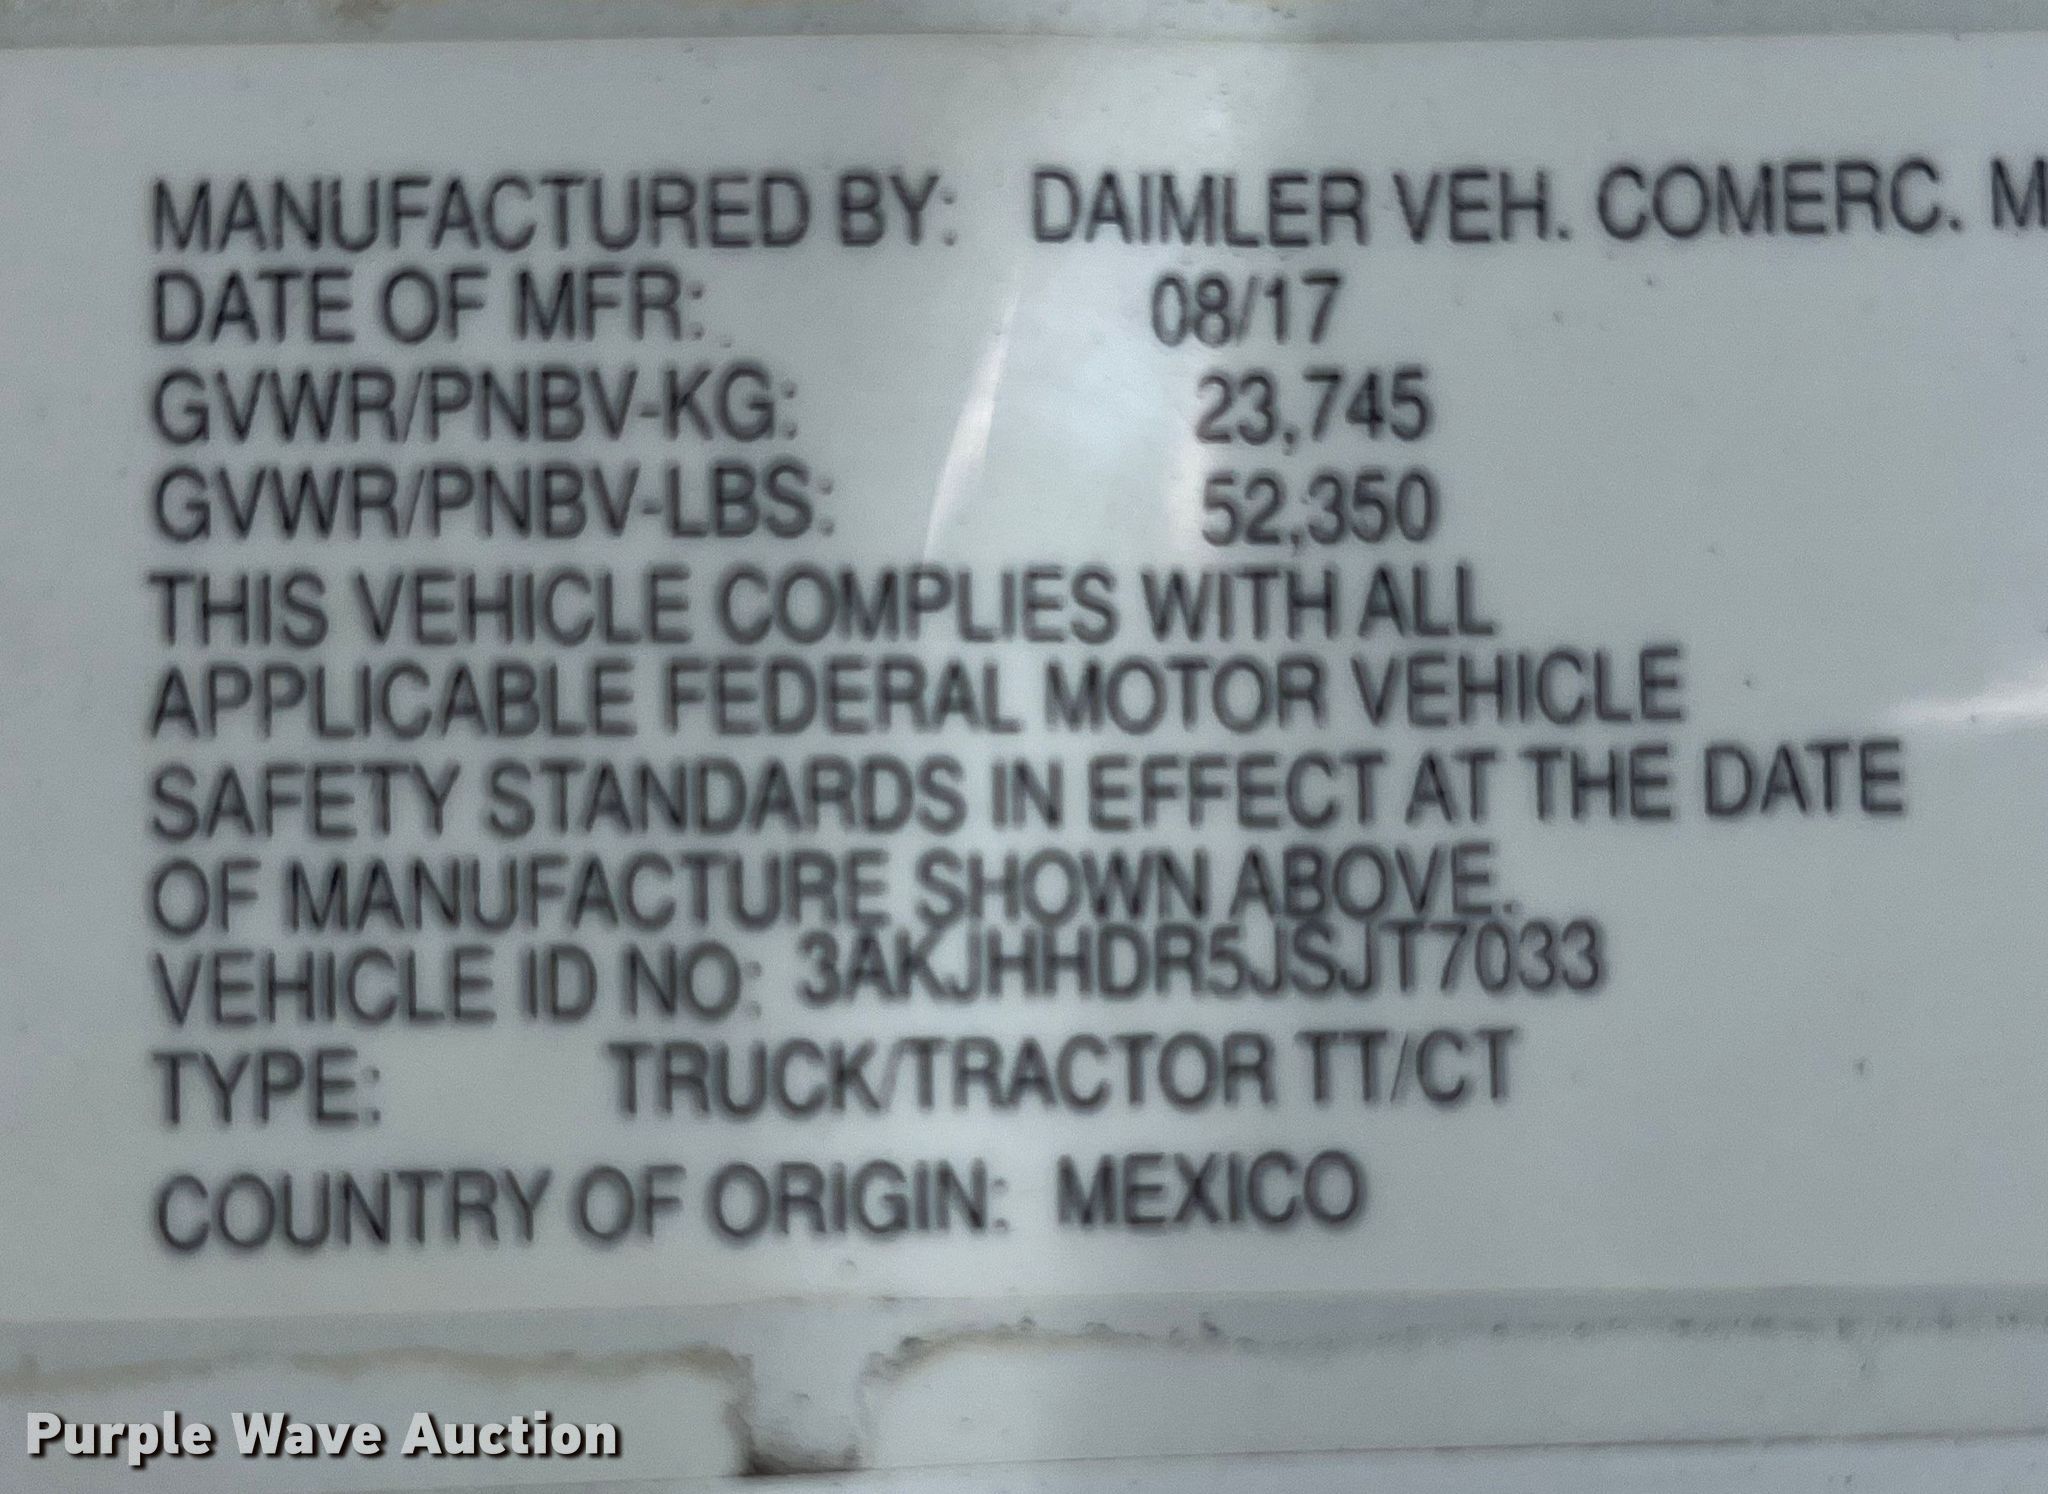 MANUFACTURED BY: DAIMLER VEH. COMERC. M
DATE OF MFR: 08/17
GVWR/PNBV-KG: 23,745
GVWR/PNBV-LBS: 52,350
THIS VEHICLE COMPLIES WITH ALL
APPLICABLE FEDERAL MOTOR VEHICLE
SAFETY STANDARDS IN EFFECT AT THE DATE
OF MANUFACTURE SHOWN ABOVE.
VEHICLE ID NO: 3AKJHHDR5JSJT7033
TYPE: TRUCK/TRACTOR TT/CT
COUNTRY OF ORIGIN: MEXICO
Purple Wave Auction